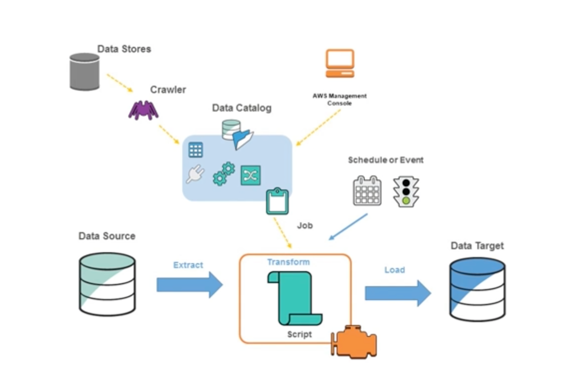 Data Stores
Crawler
Data Catalog
AWS Management
Console
Schedule or Event
Job
Data Source
Extract
Transform
Script
Load
Data Target